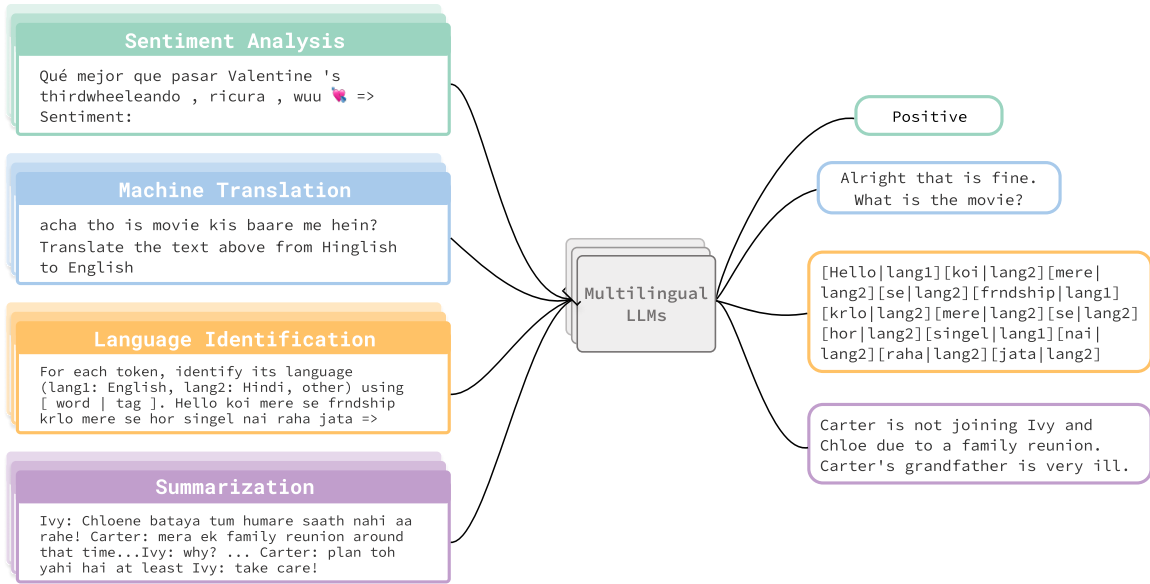 Sentiment Analysis
Qué mejor que pasar Valentine 's
thirdwheeleando , ricura , wuu 💘 =>
Sentiment:
Machine Translation
acha tho is movie kis baare me hein?
Translate the text above from Hinglish
to English
Language Identification
For each token, identify its language
(lang1: English, lang2: Hindi, other) using
[ word | tag ]. Hello koi mere se frndship
krlo mere se hor singel nai raha jata =>
Summarization
Ivy: Chloene bataya tum humare saath nahi aa
rahe! Carter: mera ek family reunion around
that time...Ivy: why? ... Carter: plan toh
yahi hai at least Ivy: take care!
Multilingual
LLMs
Positive
Alright that is fine.
What is the movie?
[Hello|lang1][koi|lang2][mere|
lang2][se|lang2][frndship|lang1]
[krlo|lang2][mere|lang2][se|lang2]
[hor|lang2][singel|lang1][nai|
lang2][raha|lang2][jata|lang2]
Carter is not joining Ivy and
Chloe due to a family reunion.
Carter's grandfather is very ill.